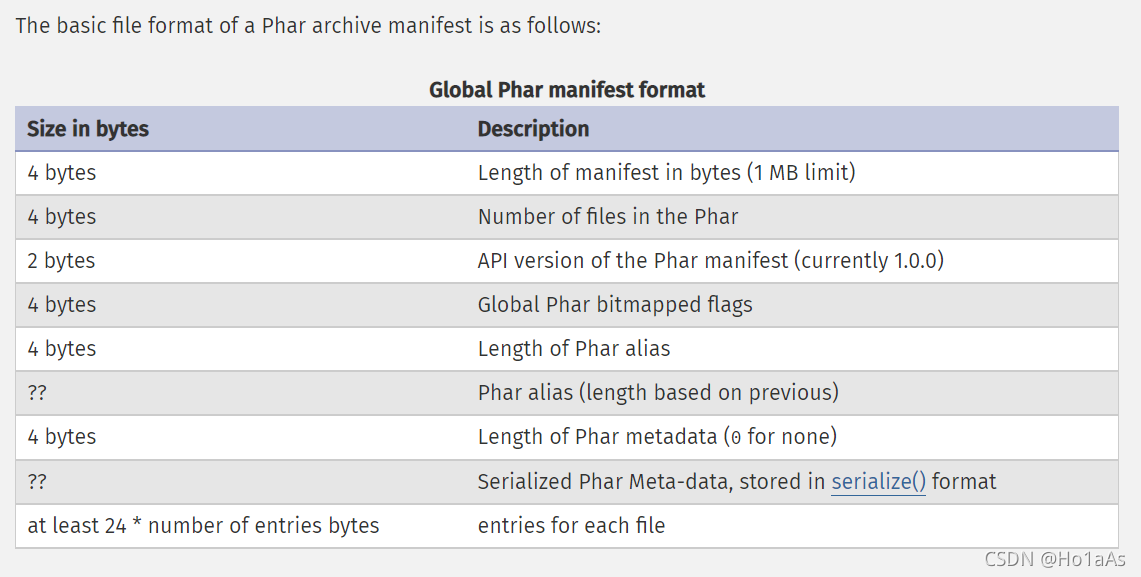 The basic file format of a Phar archive manifest is as follows:
Global Phar manifest format
Size in bytes Description
4 bytes Length of manifest in bytes (1 MB limit)
4 bytes Number of files in the Phar
2 bytes API version of the Phar manifest (currently 1.0.0)
4 bytes Global Phar bitmapped flags
4 bytes Length of Phar alias
?? Phar alias (length based on previous)
4 bytes Length of Phar metadata (0 for none)
?? Serialized Phar Meta-data, stored in serialize() format
at least 24 * number of entries bytes entries for each file
CSDN @Ho1aAs